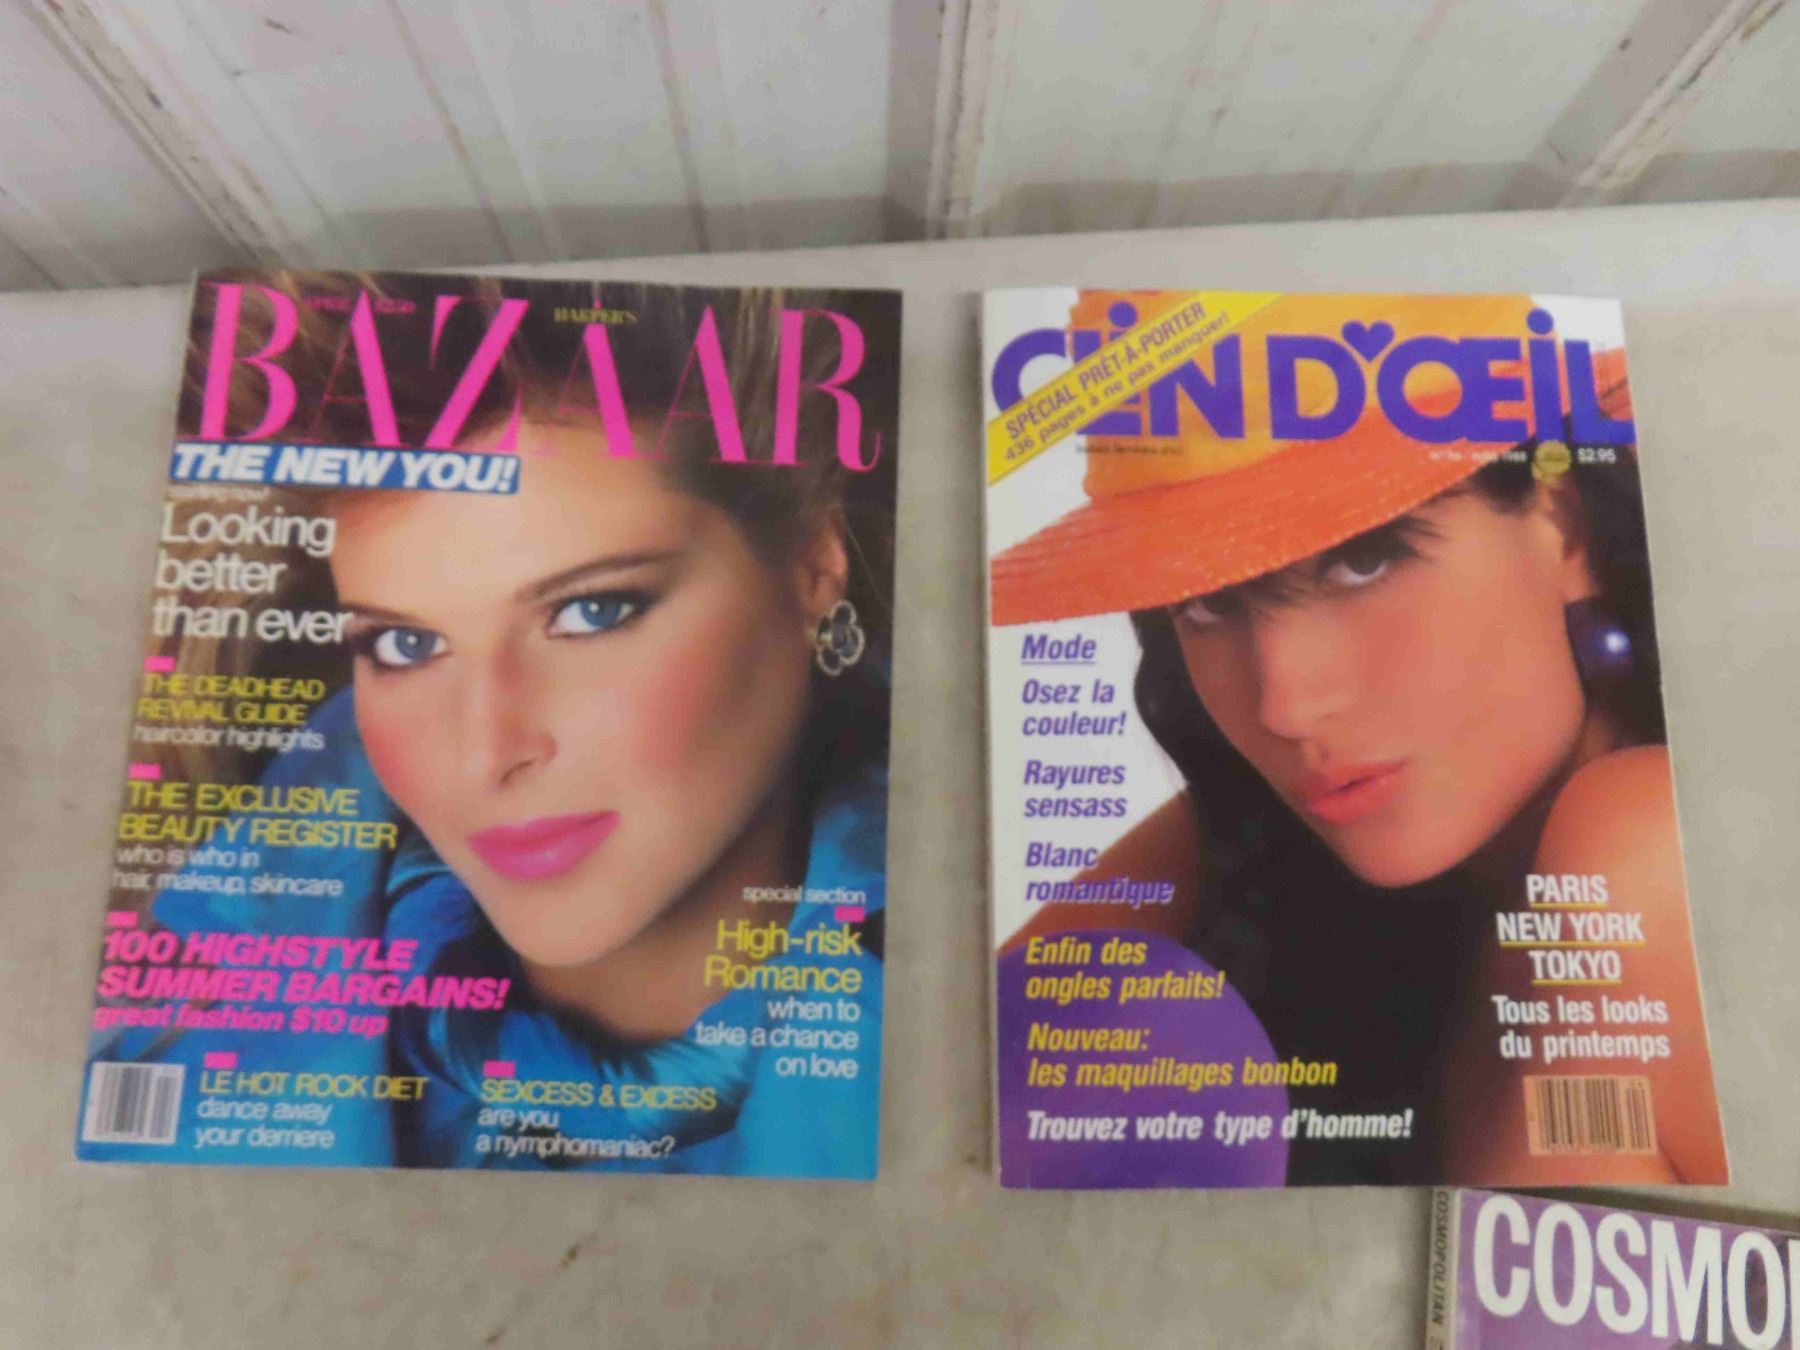 BAZAAR
HARPER'S
THE NEW YOU!
starting now!
Looking
better
than ever
THE DEADHEAD
REVIVAL GUIDE
haircolor highlights
THE EXCLUSIVE
BEAUTY REGISTER
who is who in
hair, makeup, skincare
100 HIGHSTYLE
SUMMER BARGAINS!
great fashion $10 up
special section
High-risk
Romance
when to
take a chance
on love
LE HOT ROCK DIET
dance away
your derriere
SEXCESS & EXCESS
are you
a nymphomaniac?
SPÉCIAL PRÊT-À-PORTER
436 pages à ne pas manquer!
CLiN D'ŒiL
$2.95
Mode
Osez la
couleur!
Rayures
sensass
Blanc
romantique
Enfin des
ongles parfaits!
Nouveau:
les maquillages bonbon
Trouvez votre type d'homme!
PARIS
NEW YORK
TOKYO
Tous les looks
du printemps
COSMOPOLITAN
COSMO